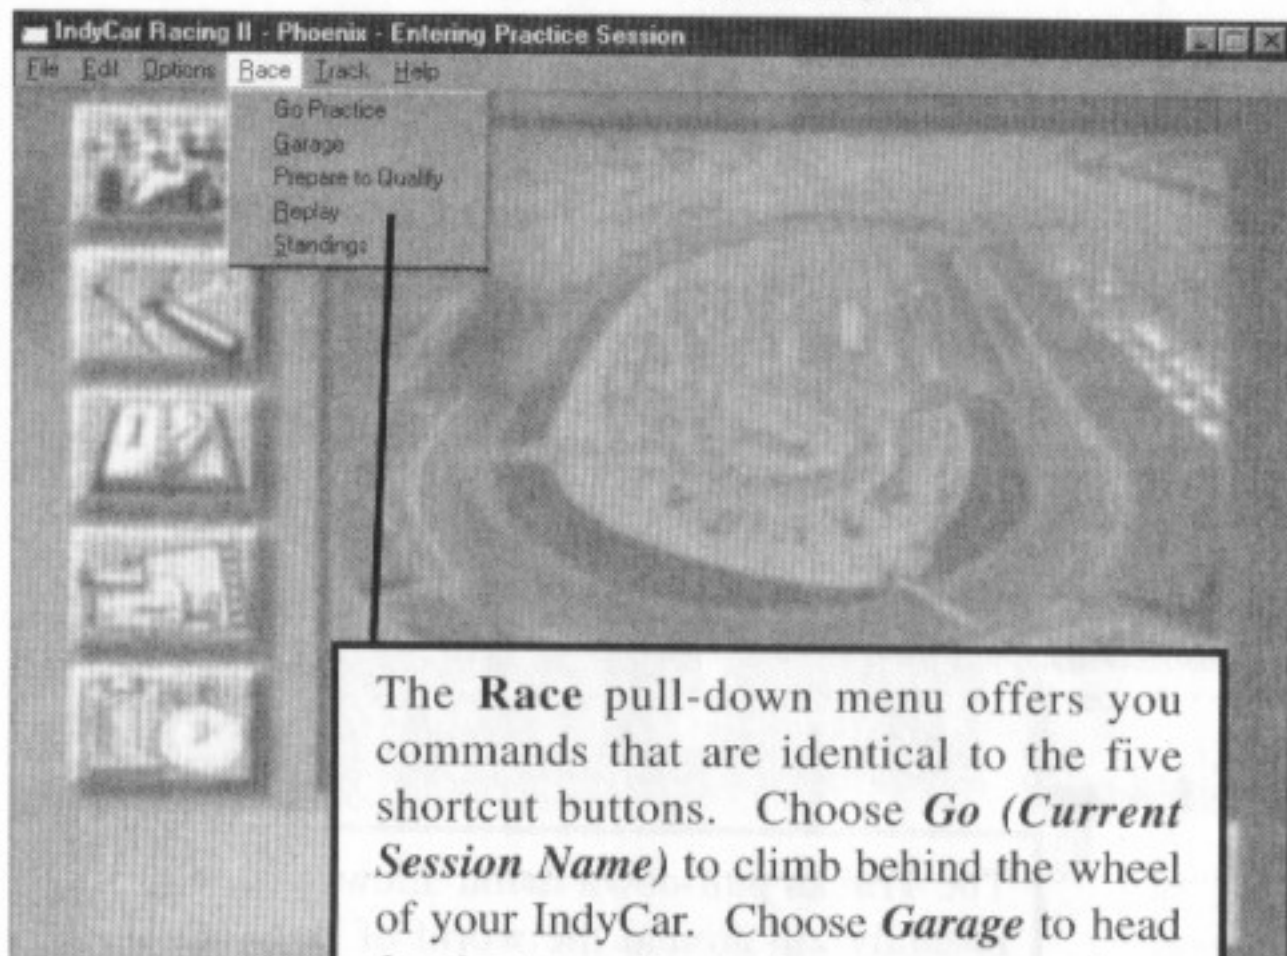 IndyCar Racing II - Phoenix - Entering Practice Session
File Edit Options Race Track Help
Go Practice
Garage
Prepare to Qualify
Replay
Standings
The Race pull-down menu offers you
commands that are identical to the five
shortcut buttons. Choose Go (Current
Session Name) to climb behind the wheel
of your IndyCar. Choose Garage to head